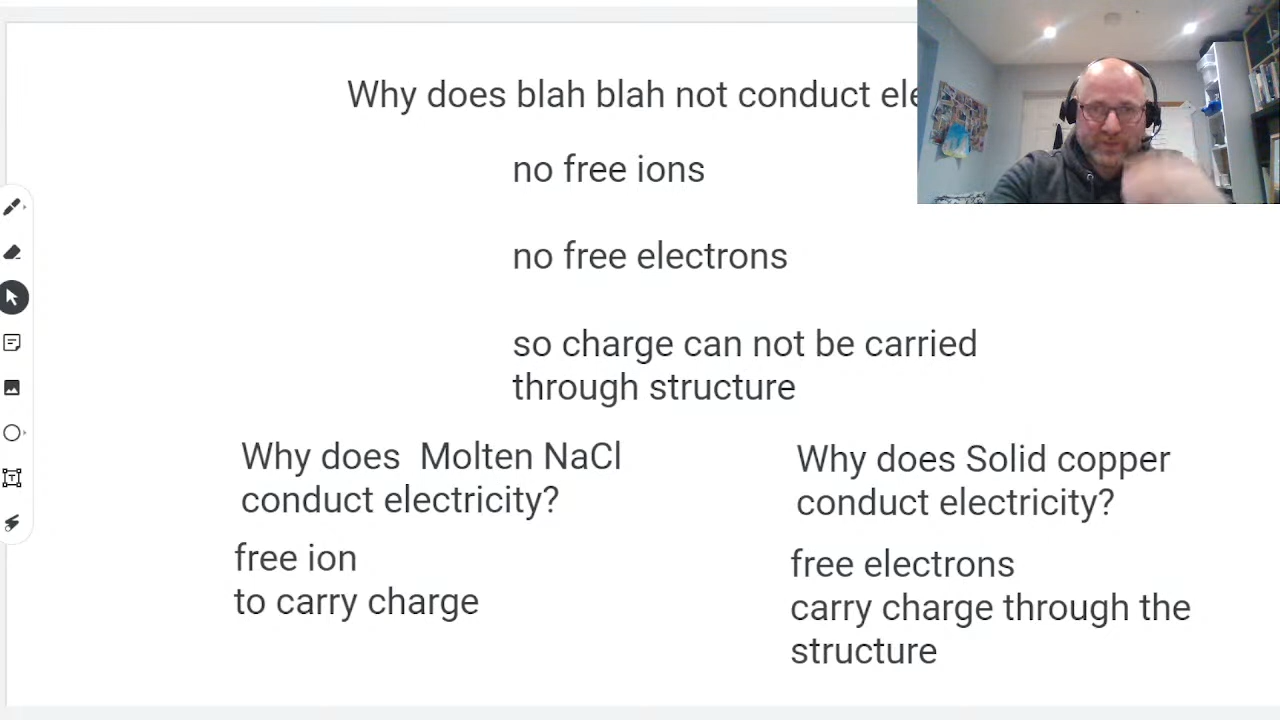 Why does blah blah not conduct ele
no free ions
no free electrons
so charge can not be carried
through structure
Why does Molten NaCl
conduct electricity?
free ion
to carry charge
Why does Solid copper
conduct electricity?
free electrons
carry charge through the
structure